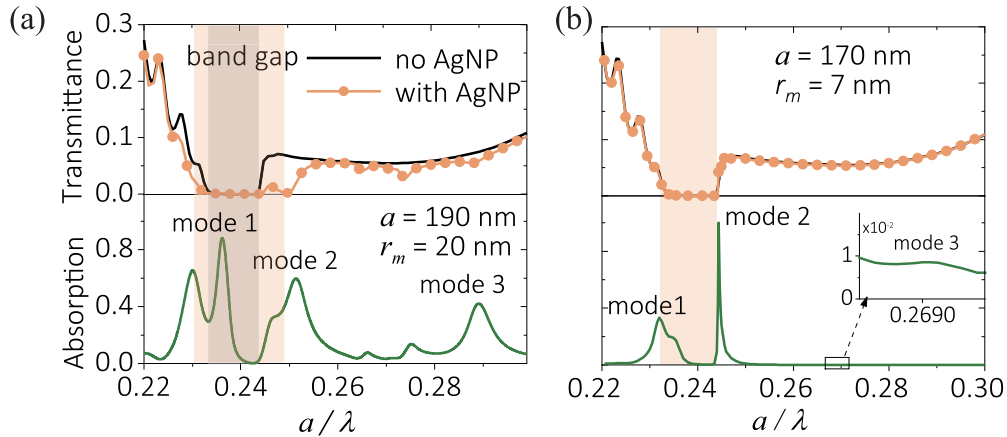 (a)
0.3
0.2
0.1
0.0
Transmittance
band gap
no AgNP
with AgNP
mode 1
a = 190 nm
r_m = 20 nm
mode 2
mode 3
0.8
0.4
0.0
Absorption
0.22
0.24
0.26
0.28
a / λ
(b)
a = 170 nm
r_m = 7 nm
mode 2
mode1
x10⁻²
mode 3
1
0
0.2690
0.22
0.24
0.26
0.28
0.30
a / λ